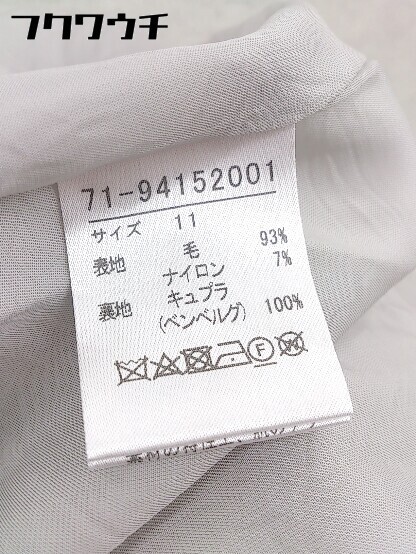 フクワウチ
71-94152001
サイズ 11
表地 毛 93%
ナイロン 7%
裏地 キュプラ 100%
(ベンベルグ)